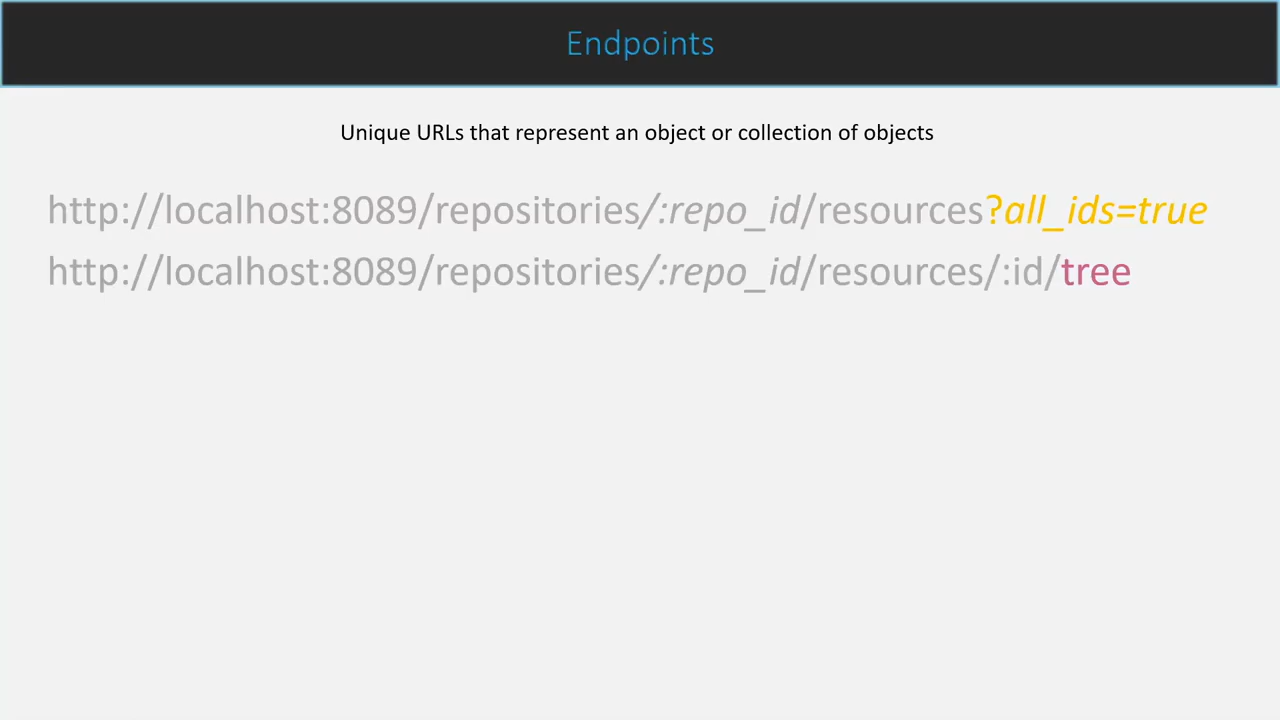 Endpoints
Unique URLs that represent an object or collection of objects
http://localhost:8089/repositories/:repo_id/resources?all_ids=true
http://localhost:8089/repositories/:repo_id/resources/:id/tree